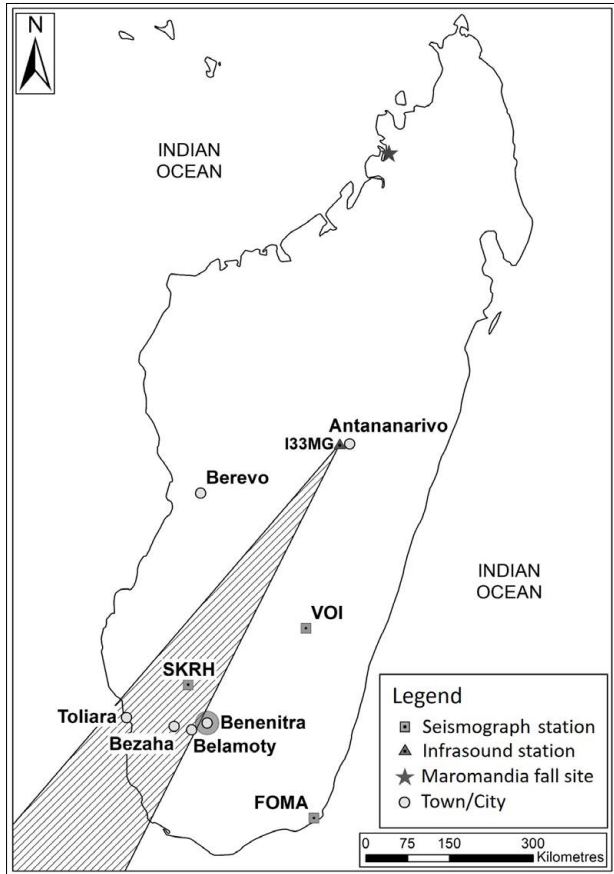 N
INDIAN
OCEAN
Antananarivo
I33MG
Berevo
INDIAN
OCEAN
VOI
SKRH
Toliara
Benenitra
Bezaha
Belamoty
FOMA
Legend
Seismograph station
Infrasound station
Maromandia fall site
Town/City
0 75 150 300
Kilometres